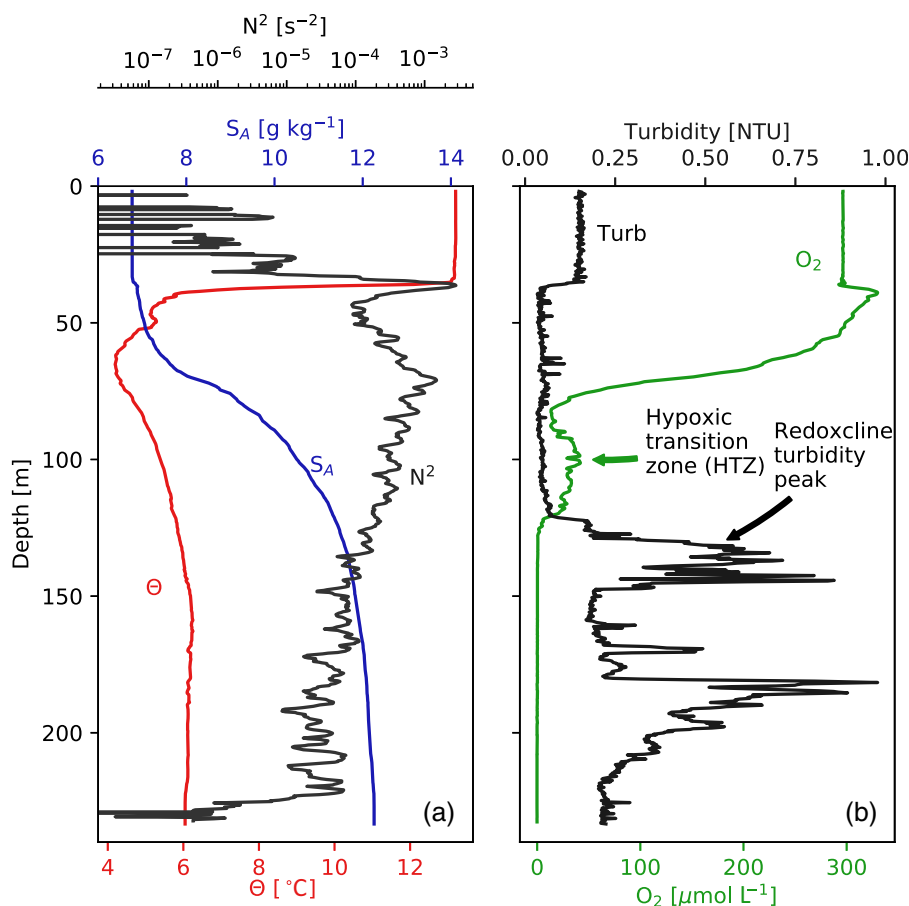 N² [s⁻²]
10⁻⁷ 10⁻⁶ 10⁻⁵ 10⁻⁴ 10⁻³
S_A [g kg⁻¹]
6 8 10 12 14
Turbidity [NTU]
0.00 0.25 0.50 0.75 1.00
0
50
100
150
200
Depth [m]
Θ
S_A
N²
(a)
4 6 8 10 12
Θ [°C]
Turb
O₂
Hypoxic
transition
zone (HTZ)
Redoxcline
turbidity
peak
(b)
0 100 200 300
O₂ [μmol L⁻¹]